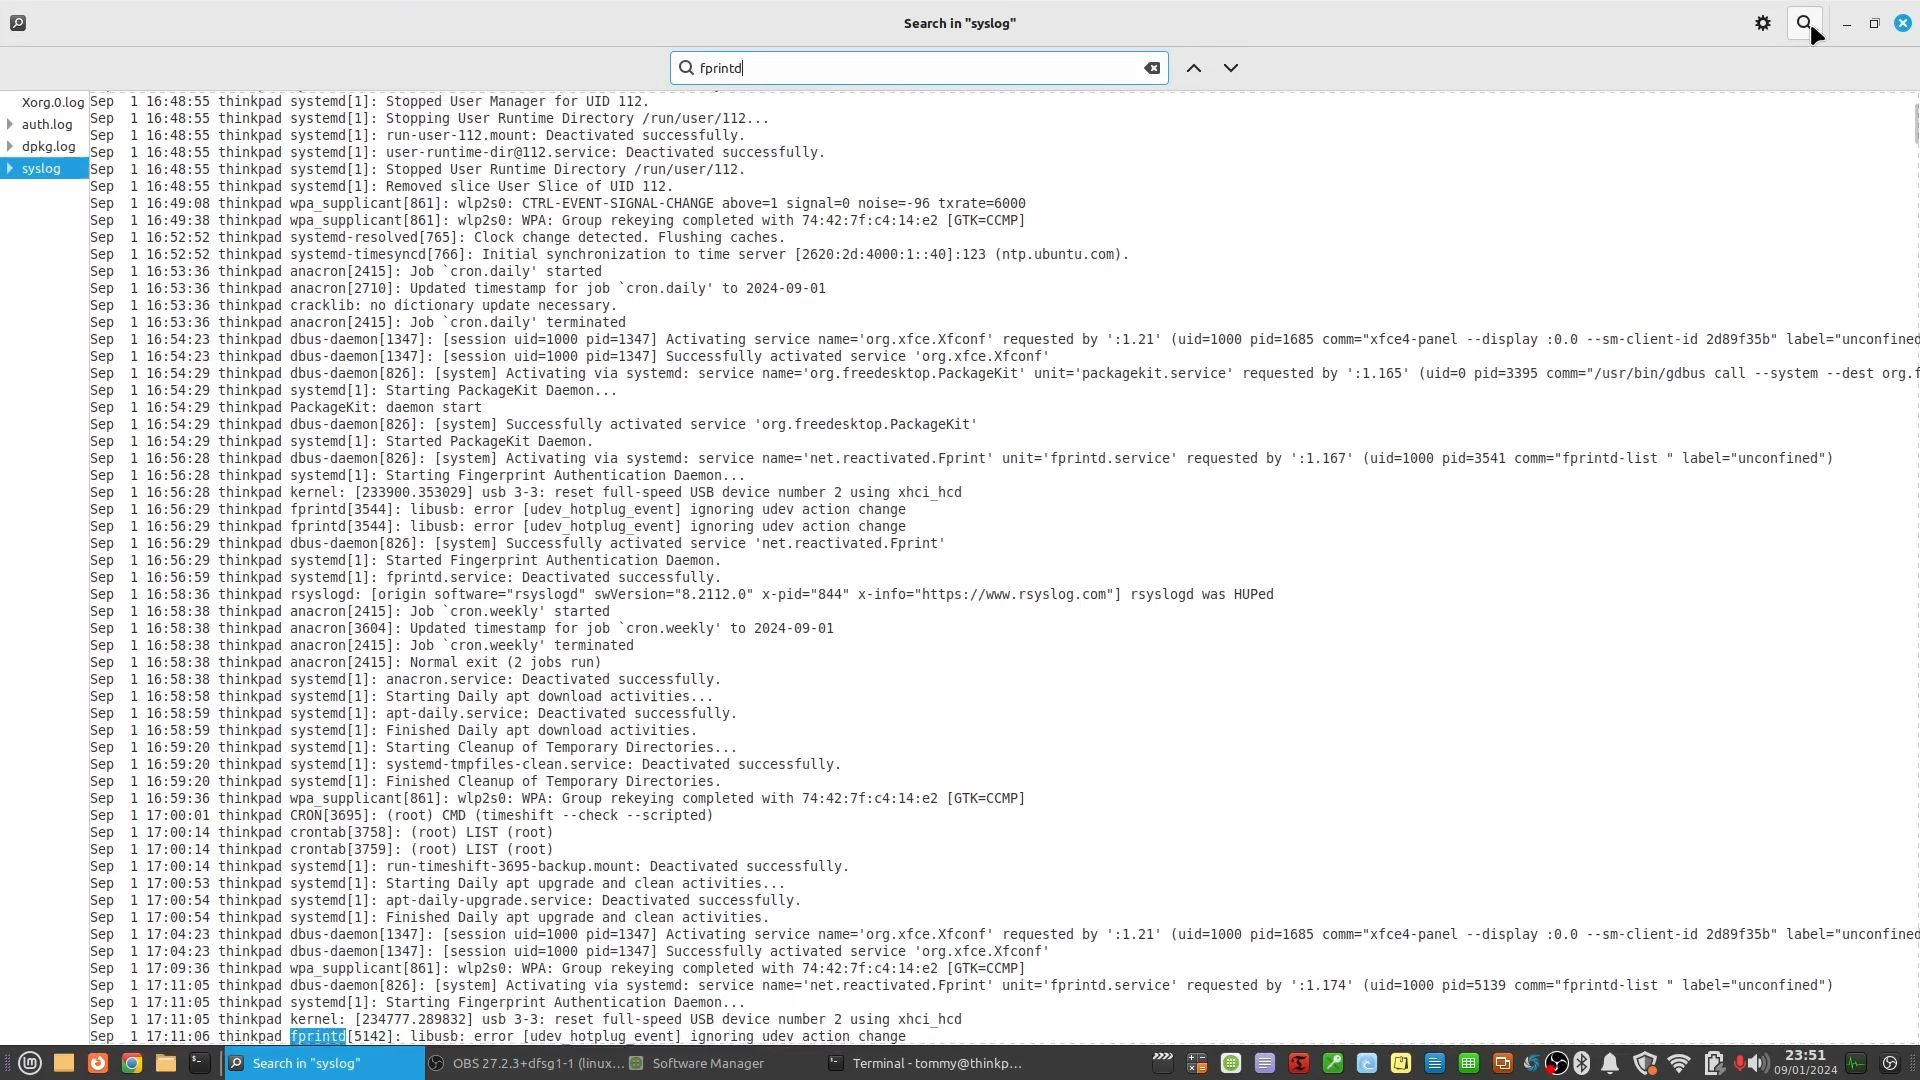 Search in "syslog"
fprintd
Xorg.0.log
auth.log
dpkg.log
syslog
Sep  1 16:48:55 thinkpad systemd[1]: Stopped User Manager for UID 112.
Sep  1 16:48:55 thinkpad systemd[1]: Stopping User Runtime Directory /run/user/112...
Sep  1 16:48:55 thinkpad systemd[1]: run-user-112.mount: Deactivated successfully.
Sep  1 16:48:55 thinkpad systemd[1]: user-runtime-dir@112.service: Deactivated successfully.
Sep  1 16:48:55 thinkpad systemd[1]: Stopped User Runtime Directory /run/user/112.
Sep  1 16:48:55 thinkpad systemd[1]: Removed slice User Slice of UID 112.
Sep  1 16:49:08 thinkpad wpa_supplicant[861]: wlp2s0: CTRL-EVENT-SIGNAL-CHANGE above=1 signal=0 noise=-96 txrate=6000
Sep  1 16:49:38 thinkpad wpa_supplicant[861]: wlp2s0: WPA: Group rekeying completed with 74:42:7f:c4:14:e2 [GTK=CCMP]
Sep  1 16:52:52 thinkpad systemd-resolved[765]: Clock change detected. Flushing caches.
Sep  1 16:52:52 thinkpad systemd-timesyncd[766]: Initial synchronization to time server [2620:2d:4000:1::40]:123 (ntp.ubuntu.com).
Sep  1 16:53:36 thinkpad anacron[2415]: Job `cron.daily' started
Sep  1 16:53:36 thinkpad anacron[2710]: Updated timestamp for job `cron.daily' to 2024-09-01
Sep  1 16:53:36 thinkpad cracklib: no dictionary update necessary.
Sep  1 16:53:36 thinkpad anacron[2415]: Job `cron.daily' terminated
Sep  1 16:54:23 thinkpad dbus-daemon[1347]: [session uid=1000 pid=1347] Activating service name='org.xfce.Xfconf' requested by ':1.21' (uid=1000 pid=1685 comm="xfce4-panel --display :0.0 --sm-client-id 2d89f35b" label="unconfined
Sep  1 16:54:23 thinkpad dbus-daemon[1347]: [session uid=1000 pid=1347] Successfully activated service 'org.xfce.Xfconf'
Sep  1 16:54:29 thinkpad dbus-daemon[826]: [system] Activating via systemd: service name='org.freedesktop.PackageKit' unit='packagekit.service' requested by ':1.165' (uid=0 pid=3395 comm="/usr/bin/gdbus call --system --dest org.f
Sep  1 16:54:29 thinkpad systemd[1]: Starting PackageKit Daemon...
Sep  1 16:54:29 thinkpad PackageKit: daemon start
Sep  1 16:54:29 thinkpad dbus-daemon[826]: [system] Successfully activated service 'org.freedesktop.PackageKit'
Sep  1 16:54:29 thinkpad systemd[1]: Started PackageKit Daemon.
Sep  1 16:56:28 thinkpad dbus-daemon[826]: [system] Activating via systemd: service name='net.reactivated.Fprint' unit='fprintd.service' requested by ':1.167' (uid=1000 pid=3541 comm="fprintd-list " label="unconfined")
Sep  1 16:56:28 thinkpad systemd[1]: Starting Fingerprint Authentication Daemon...
Sep  1 16:56:28 thinkpad kernel: [233900.353029] usb 3-3: reset full-speed USB device number 2 using xhci_hcd
Sep  1 16:56:29 thinkpad fprintd[3544]: libusb: error [udev_hotplug_event] ignoring udev action change
Sep  1 16:56:29 thinkpad fprintd[3544]: libusb: error [udev_hotplug_event] ignoring udev action change
Sep  1 16:56:29 thinkpad dbus-daemon[826]: [system] Successfully activated service 'net.reactivated.Fprint'
Sep  1 16:56:29 thinkpad systemd[1]: Started Fingerprint Authentication Daemon.
Sep  1 16:56:59 thinkpad systemd[1]: fprintd.service: Deactivated successfully.
Sep  1 16:58:36 thinkpad rsyslogd: [origin software="rsyslogd" swVersion="8.2112.0" x-pid="844" x-info="https://www.rsyslog.com"] rsyslogd was HUPed
Sep  1 16:58:38 thinkpad anacron[2415]: Job `cron.weekly' started
Sep  1 16:58:38 thinkpad anacron[3604]: Updated timestamp for job `cron.weekly' to 2024-09-01
Sep  1 16:58:38 thinkpad anacron[2415]: Job `cron.weekly' terminated
Sep  1 16:58:38 thinkpad anacron[2415]: Normal exit (2 jobs run)
Sep  1 16:58:38 thinkpad systemd[1]: anacron.service: Deactivated successfully.
Sep  1 16:58:58 thinkpad systemd[1]: Starting Daily apt download activities...
Sep  1 16:58:59 thinkpad systemd[1]: apt-daily.service: Deactivated successfully.
Sep  1 16:58:59 thinkpad systemd[1]: Finished Daily apt download activities.
Sep  1 16:59:20 thinkpad systemd[1]: Starting Cleanup of Temporary Directories...
Sep  1 16:59:20 thinkpad systemd[1]: systemd-tmpfiles-clean.service: Deactivated successfully.
Sep  1 16:59:20 thinkpad systemd[1]: Finished Cleanup of Temporary Directories.
Sep  1 16:59:36 thinkpad wpa_supplicant[861]: wlp2s0: WPA: Group rekeying completed with 74:42:7f:c4:14:e2 [GTK=CCMP]
Sep  1 17:00:01 thinkpad CRON[3695]: (root) CMD (timeshift --check --scripted)
Sep  1 17:00:14 thinkpad crontab[3758]: (root) LIST (root)
Sep  1 17:00:14 thinkpad crontab[3759]: (root) LIST (root)
Sep  1 17:00:14 thinkpad systemd[1]: run-timeshift-3695-backup.mount: Deactivated successfully.
Sep  1 17:00:53 thinkpad systemd[1]: Starting Daily apt upgrade and clean activities...
Sep  1 17:00:54 thinkpad systemd[1]: apt-daily-upgrade.service: Deactivated successfully.
Sep  1 17:00:54 thinkpad systemd[1]: Finished Daily apt upgrade and clean activities.
Sep  1 17:04:23 thinkpad dbus-daemon[1347]: [session uid=1000 pid=1347] Activating service name='org.xfce.Xfconf' requested by ':1.21' (uid=1000 pid=1685 comm="xfce4-panel --display :0.0 --sm-client-id 2d89f35b" label="unconfined
Sep  1 17:04:23 thinkpad dbus-daemon[1347]: [session uid=1000 pid=1347] Successfully activated service 'org.xfce.Xfconf'
Sep  1 17:09:36 thinkpad wpa_supplicant[861]: wlp2s0: WPA: Group rekeying completed with 74:42:7f:c4:14:e2 [GTK=CCMP]
Sep  1 17:11:05 thinkpad dbus-daemon[826]: [system] Activating via systemd: service name='net.reactivated.Fprint' unit='fprintd.service' requested by ':1.174' (uid=1000 pid=5139 comm="fprintd-list " label="unconfined")
Sep  1 17:11:05 thinkpad systemd[1]: Starting Fingerprint Authentication Daemon...
Sep  1 17:11:05 thinkpad kernel: [234777.289832] usb 3-3: reset full-speed USB device number 2 using xhci_hcd
Sep  1 17:11:06 thinkpad fprintd[5142]: libusb: error [udev_hotplug_event] ignoring udev action change
Search in "syslog"
OBS 27.2.3+dfsg1-1 (linux...
Software Manager
Terminal - tommy@thinkp...
23:51
09/01/2024